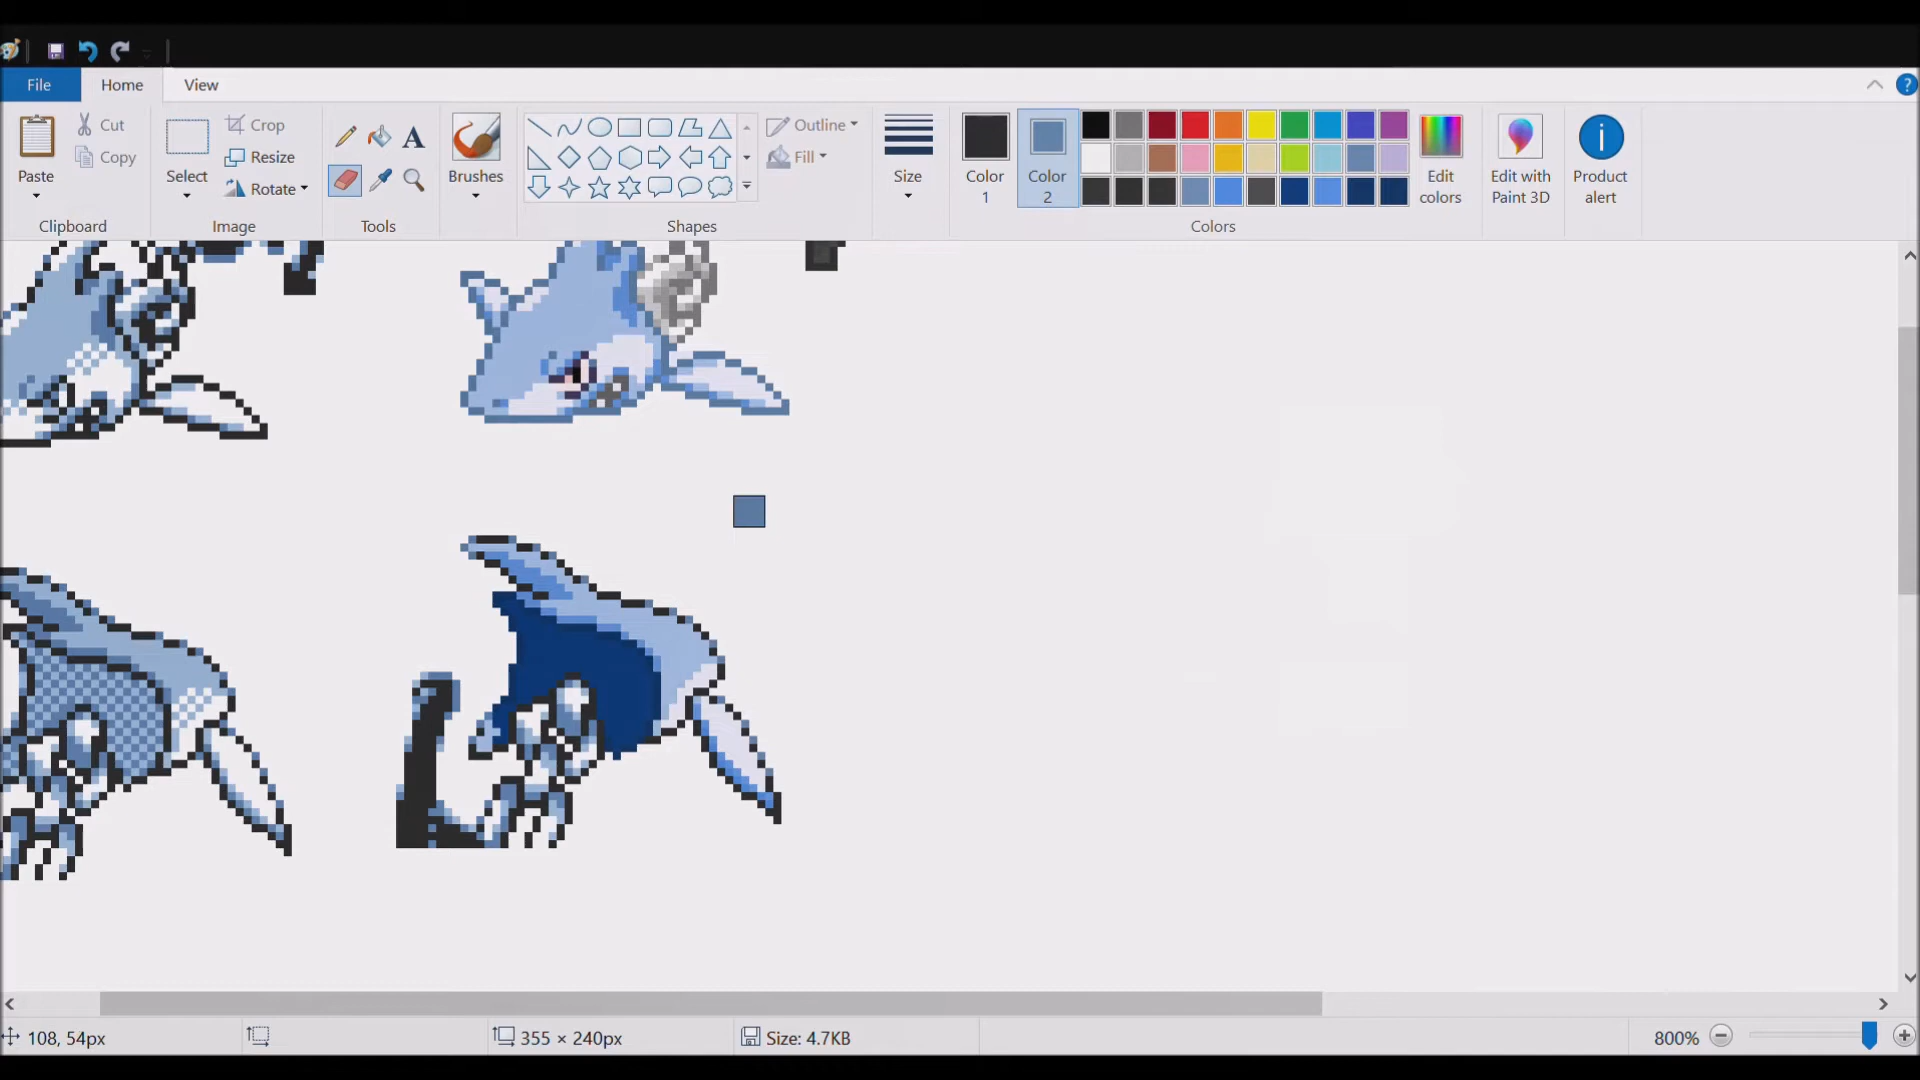 File Home View
Paste
Cut
Copy
Clipboard
Select
Crop
Resize
Rotate
Image
A
Tools
Brushes
Shapes
Outline
Fill
Size
Color
1
Color
2
Edit
colors
Colors
Edit with
Paint 3D
Product
alert
108, 54px
355 × 240px
Size: 4.7KB
800%